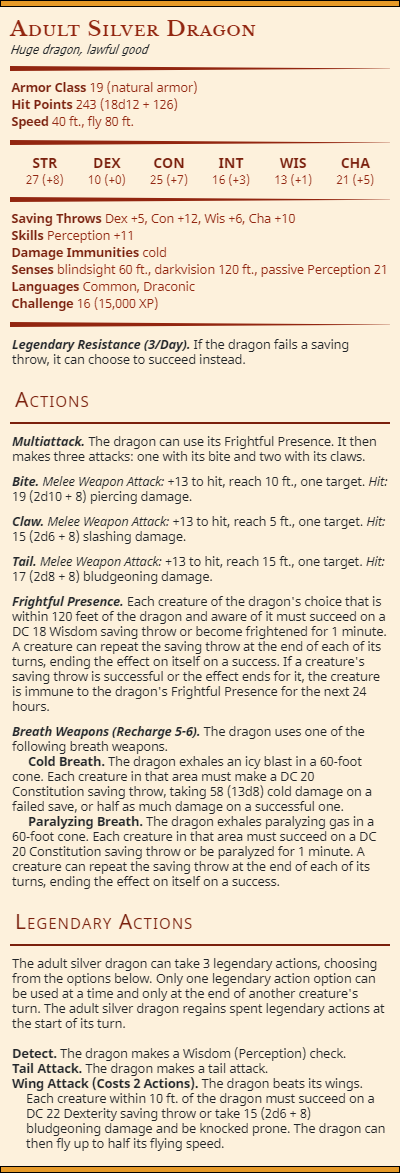 Adult Silver Dragon
Huge dragon, lawful good
Armor Class 19 (natural armor)
Hit Points 243 (18d12 + 126)
Speed 40 ft., fly 80 ft.
STR DEX CON INT WIS CHA
27 (+8) 10 (+0) 25 (+7) 16 (+3) 13 (+1) 21 (+5)
Saving Throws Dex +5, Con +12, Wis +6, Cha +10
Skills Perception +11
Damage Immunities cold
Senses blindsight 60 ft., darkvision 120 ft., passive Perception 21
Languages Common, Draconic
Challenge 16 (15,000 XP)
Legendary Resistance (3/Day). If the dragon fails a saving
throw, it can choose to succeed instead.
Actions
Multiattack. The dragon can use its Frightful Presence. It then
makes three attacks: one with its bite and two with its claws.
Bite. Melee Weapon Attack: +13 to hit, reach 10 ft., one target. Hit:
19 (2d10 + 8) piercing damage.
Claw. Melee Weapon Attack: +13 to hit, reach 5 ft., one target. Hit:
15 (2d6 + 8) slashing damage.
Tail. Melee Weapon Attack: +13 to hit, reach 15 ft., one target. Hit:
17 (2d8 + 8) bludgeoning damage.
Frightful Presence. Each creature of the dragon's choice that is
within 120 feet of the dragon and aware of it must succeed on a
DC 18 Wisdom saving throw or become frightened for 1 minute.
A creature can repeat the saving throw at the end of each of its
turns, ending the effect on itself on a success. If a creature's
saving throw is successful or the effect ends for it, the creature
is immune to the dragon's Frightful Presence for the next 24
hours.
Breath Weapons (Recharge 5-6). The dragon uses one of the
following breath weapons.
Cold Breath. The dragon exhales an icy blast in a 60-foot
cone. Each creature in that area must make a DC 20
Constitution saving throw, taking 58 (13d8) cold damage on a
failed save, or half as much damage on a successful one.
Paralyzing Breath. The dragon exhales paralyzing gas in a
60-foot cone. Each creature in that area must succeed on a DC
20 Constitution saving throw or be paralyzed for 1 minute. A
creature can repeat the saving throw at the end of each of its
turns, ending the effect on itself on a success.
Legendary Actions
The adult silver dragon can take 3 legendary actions, choosing
from the options below. Only one legendary action option can
be used at a time and only at the end of another creature's
turn. The adult silver dragon regains spent legendary actions at
the start of its turn.
Detect. The dragon makes a Wisdom (Perception) check.
Tail Attack. The dragon makes a tail attack.
Wing Attack (Costs 2 Actions). The dragon beats its wings.
Each creature within 10 ft. of the dragon must succeed on a
DC 22 Dexterity saving throw or take 15 (2d6 + 8)
bludgeoning damage and be knocked prone. The dragon can
then fly up to half its flying speed.